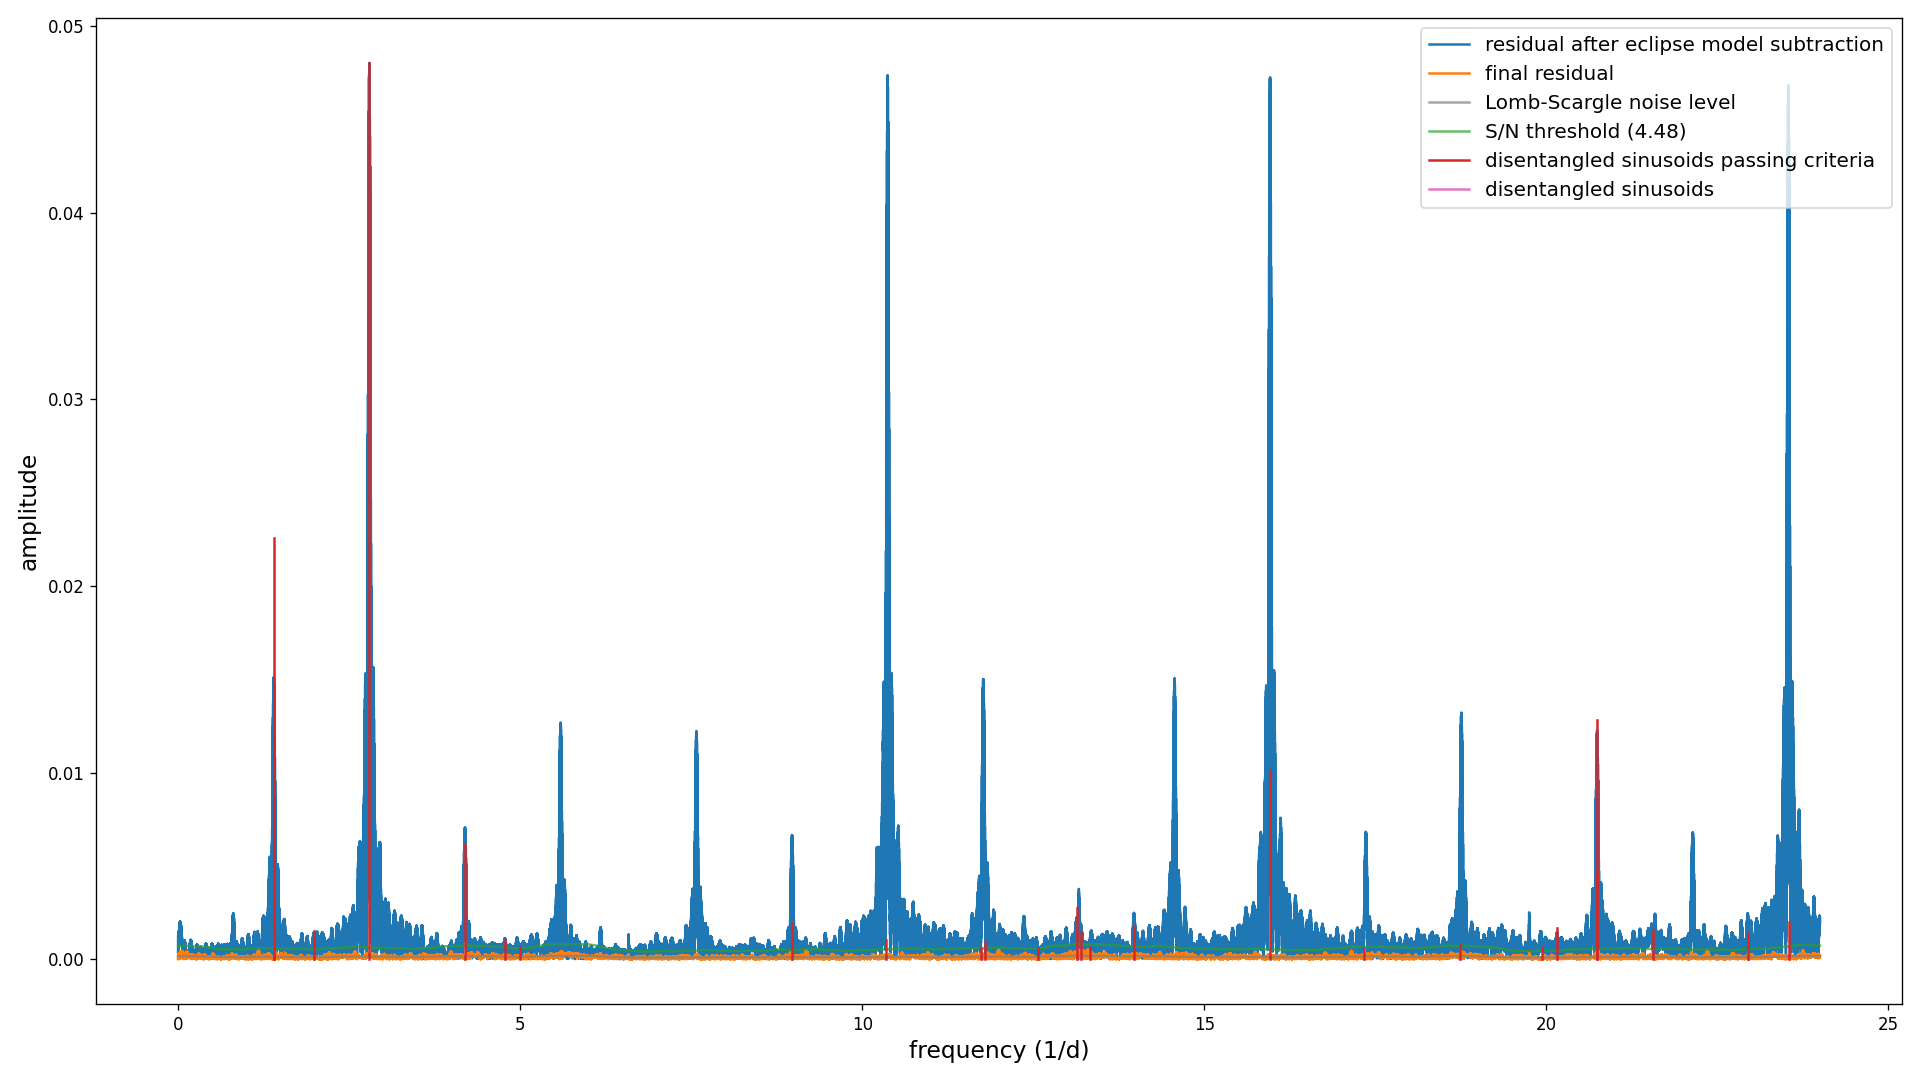 0.05
0.04
0.03
0.02
0.01
0.00
amplitude
residual after eclipse model subtraction
final residual
Lomb-Scargle noise level
S/N threshold (4.48)
disentangled sinusoids passing criteria
disentangled sinusoids
0 5 10 15 20 25
frequency (1/d)